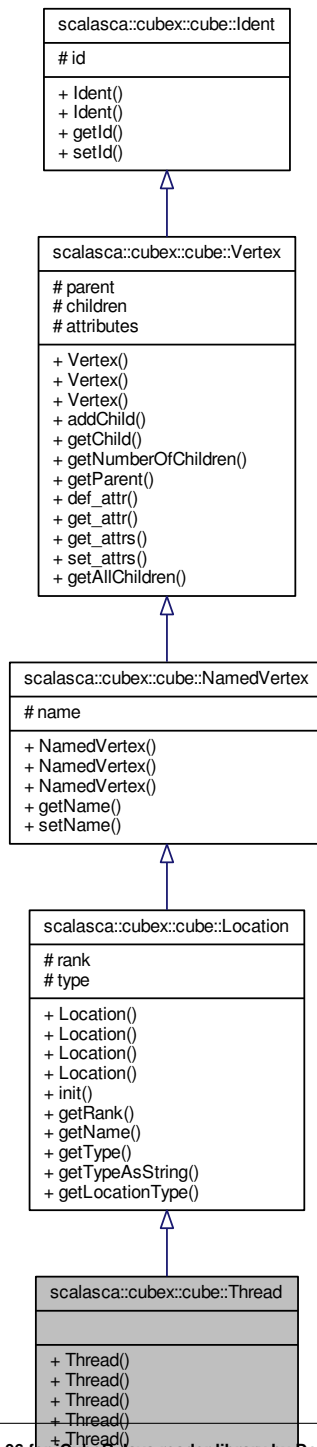 scalasca::cubex::cube::Ident
# id
+ Ident()
+ Ident()
+ getId()
+ setId()
scalasca::cubex::cube::Vertex
# parent
# children
# attributes
+ Vertex()
+ Vertex()
+ Vertex()
+ addChild()
+ getChild()
+ getNumberOfChildren()
+ getParent()
+ def_attr()
+ get_attr()
+ get_attrs()
+ set_attrs()
+ getAllChildren()
scalasca::cubex::cube::NamedVertex
# name
+ NamedVertex()
+ NamedVertex()
+ NamedVertex()
+ getName()
+ setName()
scalasca::cubex::cube::Location
# rank
# type
+ Location()
+ Location()
+ Location()
+ Location()
+ init()
+ getRank()
+ getName()
+ getType()
+ getTypeAsString()
+ getLocationType()
scalasca::cubex::cube::Thread
+ Thread()
+ Thread()
+ Thread()
+ Thread()
+ Thread()